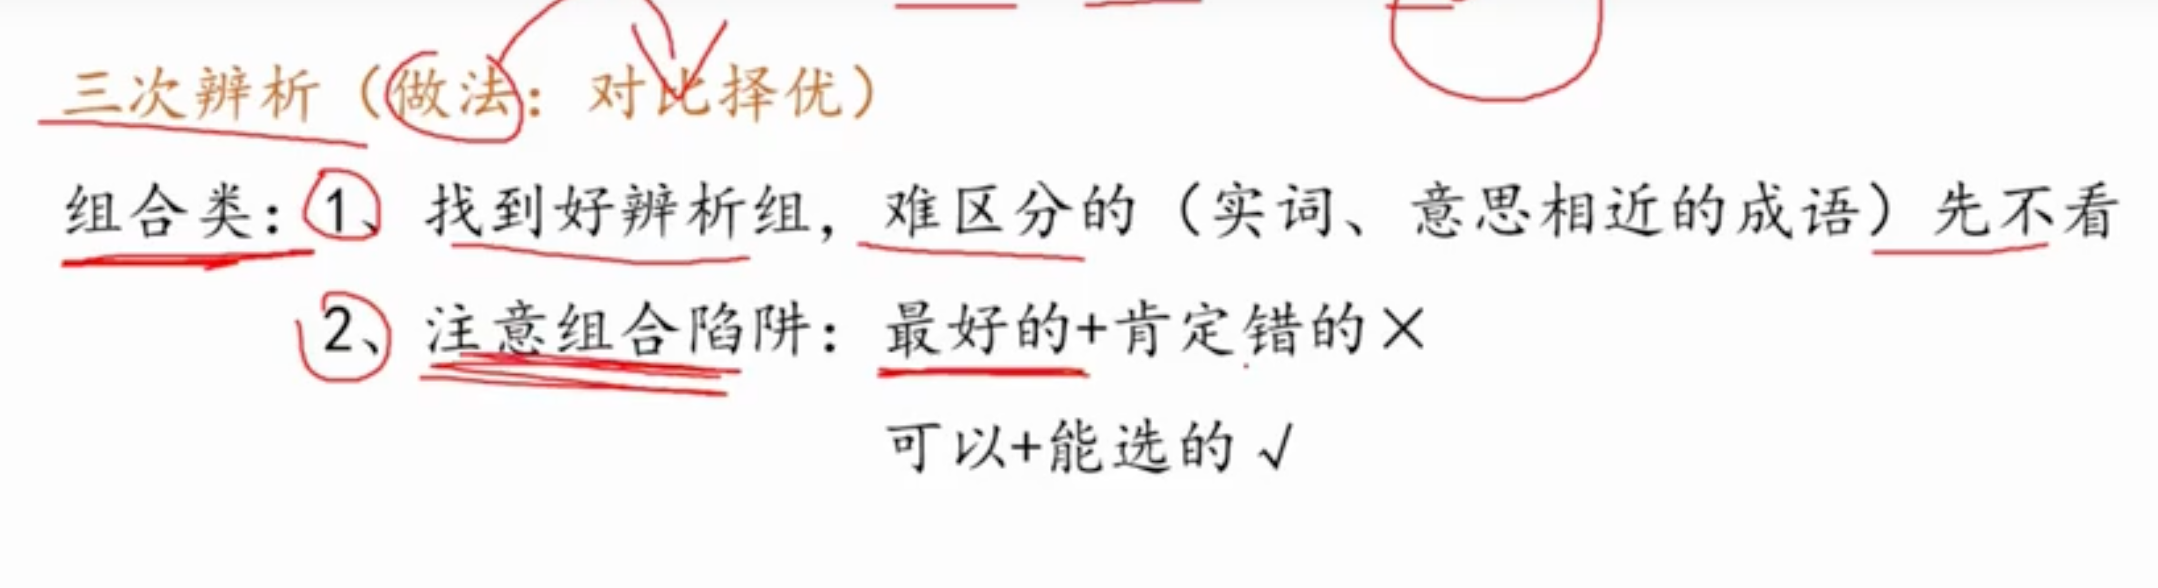 三次辨析（做法：对比择优）
组合类：1、找到好辨析组，难区分的（实词、意思相近的成语）先不看
2、注意组合陷阱：最好的+肯定错的×
可以+能选的√